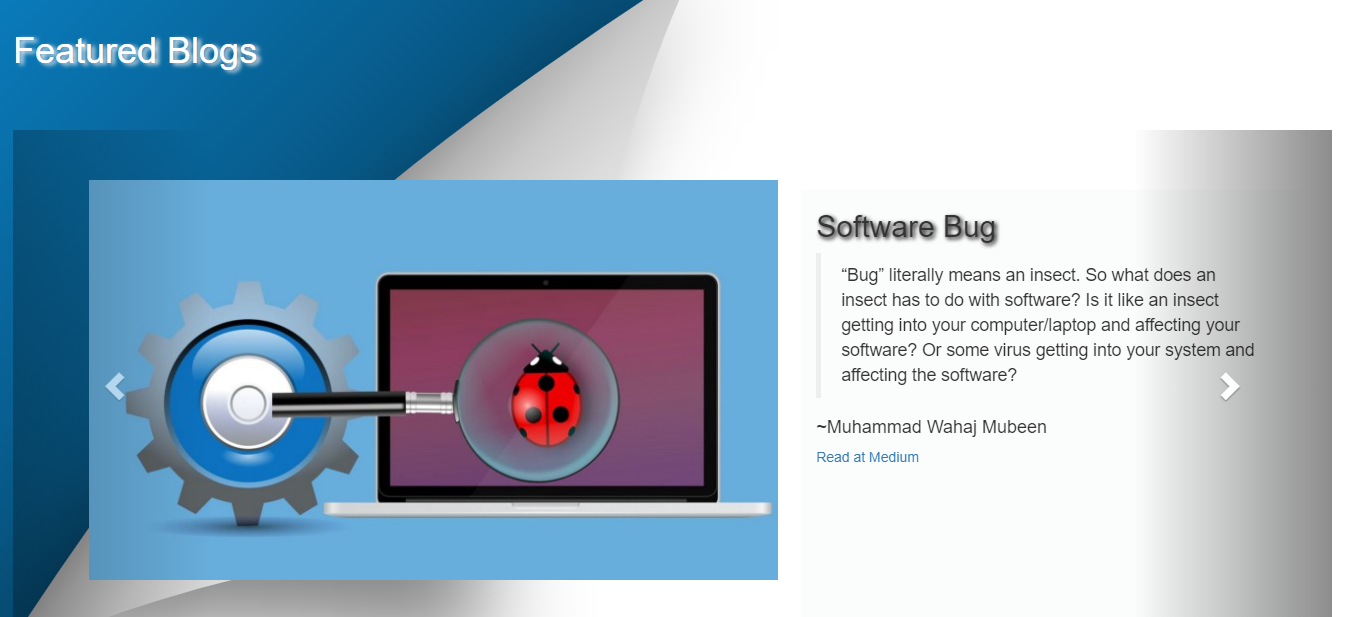 Featured Blogs
Software Bug
“Bug” literally means an insect. So what does an
insect has to do with software? Is it like an insect
getting into your computer/laptop and affecting your
software? Or some virus getting into your system and
affecting the software?
~Muhammad Wahaj Mubeen
Read at Medium